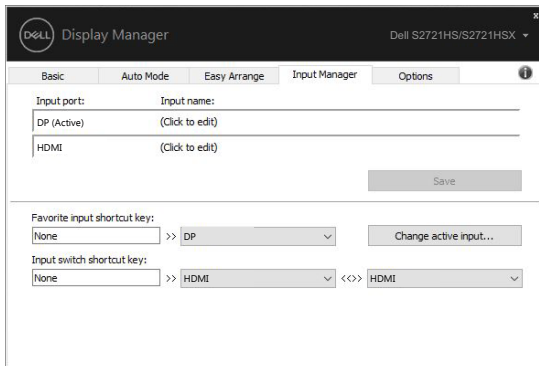 DELL Display Manager Dell S2721HS/S2721HSX
x
Basic Auto Mode Easy Arrange Input Manager Options i
Input port: Input name:
DP (Active) (Click to edit)
HDMI (Click to edit)
Save
Favorite input shortcut key:
None >> DP Change active input...
Input switch shortcut key:
None >> HDMI <<>> HDMI